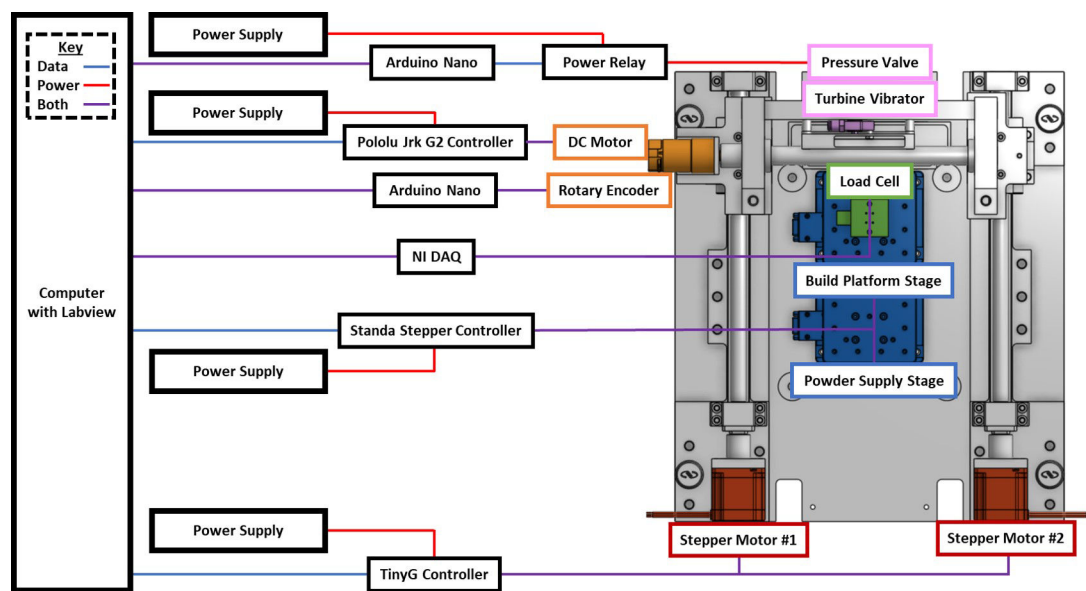 Key
Data
Power
Both
Computer
with Labview
Power Supply
Arduino Nano
Power Relay
Pressure Valve
Turbine Vibrator
Power Supply
Pololu Jrk G2 Controller
DC Motor
Arduino Nano
Rotary Encoder
Load Cell
NI DAQ
Build Platform Stage
Standa Stepper Controller
Power Supply
Powder Supply Stage
Power Supply
Stepper Motor #1
Stepper Motor #2
TinyG Controller